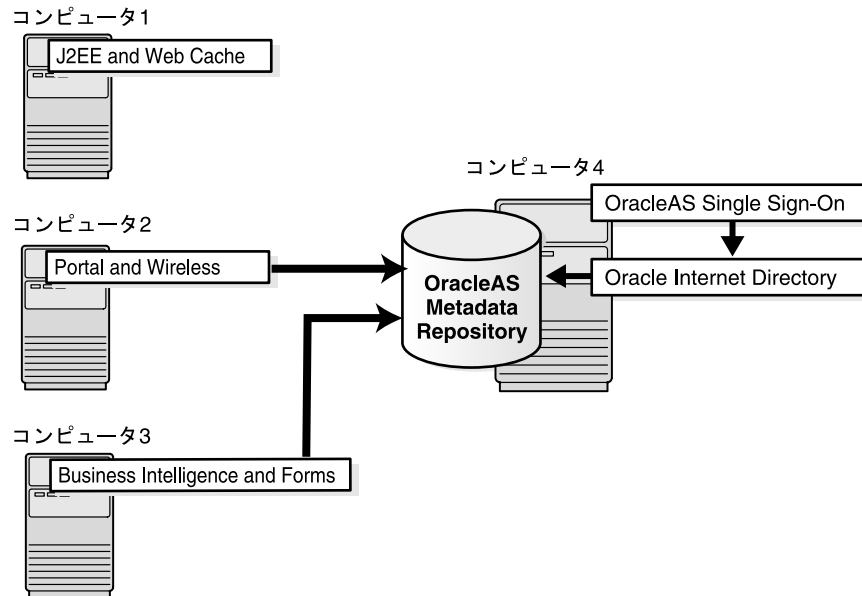 コンピュータ1
J2EE and Web Cache
コンピュータ2
Portal and Wireless
コンピュータ3
Business Intelligence and Forms
OracleAS
Metadata
Repository
コンピュータ4
OracleAS Single Sign-On
Oracle Internet Directory